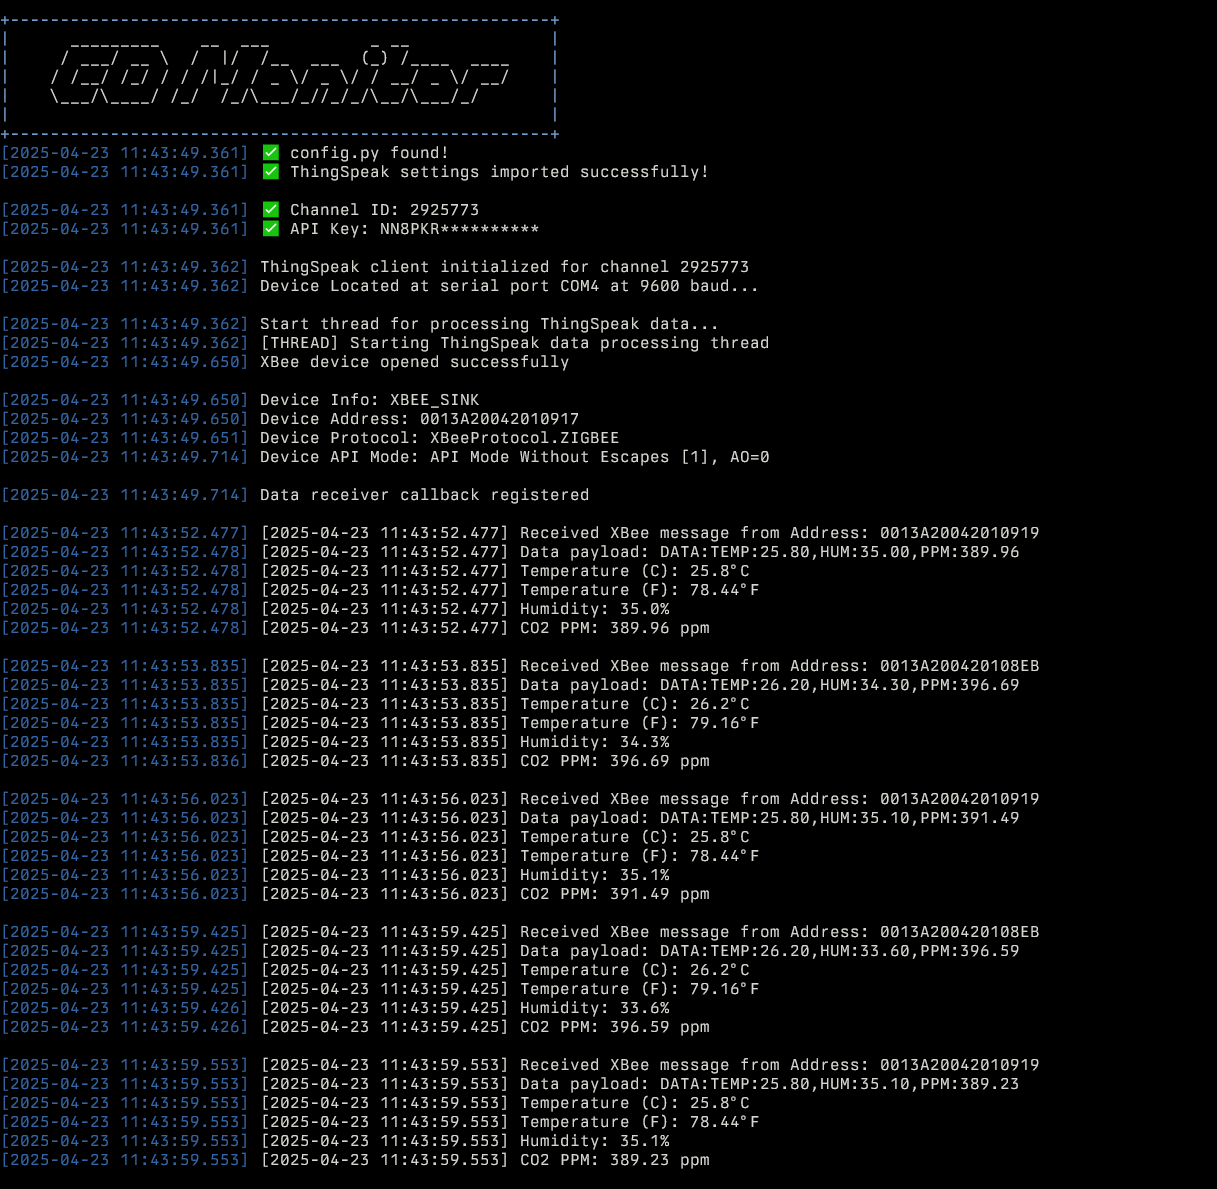 CO Monitor
[2025-04-23 11:43:49.361] ✅ config.py found!
[2025-04-23 11:43:49.361] ✅ ThingSpeak settings imported successfully!
[2025-04-23 11:43:49.361] ✅ Channel ID: 2925773
[2025-04-23 11:43:49.361] ✅ API Key: NN8PKR**********
[2025-04-23 11:43:49.362] ThingSpeak client initialized for channel 2925773
[2025-04-23 11:43:49.362] Device Located at serial port COM4 at 9600 baud...
[2025-04-23 11:43:49.362] Start thread for processing ThingSpeak data...
[2025-04-23 11:43:49.362] [THREAD] Starting ThingSpeak data processing thread
[2025-04-23 11:43:49.650] XBee device opened successfully
[2025-04-23 11:43:49.650] Device Info: XBEE_SINK
[2025-04-23 11:43:49.650] Device Address: 0013A20042010917
[2025-04-23 11:43:49.651] Device Protocol: XBeeProtocol.ZIGBEE
[2025-04-23 11:43:49.714] Device API Mode: API Mode Without Escapes [1], AO=0
[2025-04-23 11:43:49.714] Data receiver callback registered
[2025-04-23 11:43:52.477] [2025-04-23 11:43:52.477] Received XBee message from Address: 0013A20042010919
[2025-04-23 11:43:52.478] [2025-04-23 11:43:52.477] Data payload: DATA:TEMP:25.80,HUM:35.00,PPM:389.96
[2025-04-23 11:43:52.478] [2025-04-23 11:43:52.477] Temperature (C): 25.8°C
[2025-04-23 11:43:52.478] [2025-04-23 11:43:52.477] Temperature (F): 78.44°F
[2025-04-23 11:43:52.478] [2025-04-23 11:43:52.477] Humidity: 35.0%
[2025-04-23 11:43:52.478] [2025-04-23 11:43:52.477] CO2 PPM: 389.96 ppm
[2025-04-23 11:43:53.835] [2025-04-23 11:43:53.835] Received XBee message from Address: 0013A200420108EB
[2025-04-23 11:43:53.835] [2025-04-23 11:43:53.835] Data payload: DATA:TEMP:26.20,HUM:34.30,PPM:396.69
[2025-04-23 11:43:53.835] [2025-04-23 11:43:53.835] Temperature (C): 26.2°C
[2025-04-23 11:43:53.835] [2025-04-23 11:43:53.835] Temperature (F): 79.16°F
[2025-04-23 11:43:53.835] [2025-04-23 11:43:53.835] Humidity: 34.3%
[2025-04-23 11:43:53.836] [2025-04-23 11:43:53.835] CO2 PPM: 396.69 ppm
[2025-04-23 11:43:56.023] [2025-04-23 11:43:56.023] Received XBee message from Address: 0013A20042010919
[2025-04-23 11:43:56.023] [2025-04-23 11:43:56.023] Data payload: DATA:TEMP:25.80,HUM:35.10,PPM:391.49
[2025-04-23 11:43:56.023] [2025-04-23 11:43:56.023] Temperature (C): 25.8°C
[2025-04-23 11:43:56.023] [2025-04-23 11:43:56.023] Temperature (F): 78.44°F
[2025-04-23 11:43:56.023] [2025-04-23 11:43:56.023] Humidity: 35.1%
[2025-04-23 11:43:56.023] [2025-04-23 11:43:56.023] CO2 PPM: 391.49 ppm
[2025-04-23 11:43:59.425] [2025-04-23 11:43:59.425] Received XBee message from Address: 0013A200420108EB
[2025-04-23 11:43:59.425] [2025-04-23 11:43:59.425] Data payload: DATA:TEMP:26.20,HUM:33.60,PPM:396.59
[2025-04-23 11:43:59.425] [2025-04-23 11:43:59.425] Temperature (C): 26.2°C
[2025-04-23 11:43:59.425] [2025-04-23 11:43:59.425] Temperature (F): 79.16°F
[2025-04-23 11:43:59.426] [2025-04-23 11:43:59.425] Humidity: 33.6%
[2025-04-23 11:43:59.426] [2025-04-23 11:43:59.425] CO2 PPM: 396.59 ppm
[2025-04-23 11:43:59.553] [2025-04-23 11:43:59.553] Received XBee message from Address: 0013A20042010919
[2025-04-23 11:43:59.553] [2025-04-23 11:43:59.553] Data payload: DATA:TEMP:25.80,HUM:35.10,PPM:389.23
[2025-04-23 11:43:59.553] [2025-04-23 11:43:59.553] Temperature (C): 25.8°C
[2025-04-23 11:43:59.553] [2025-04-23 11:43:59.553] Temperature (F): 78.44°F
[2025-04-23 11:43:59.553] [2025-04-23 11:43:59.553] Humidity: 35.1%
[2025-04-23 11:43:59.553] [2025-04-23 11:43:59.553] CO2 PPM: 389.23 ppm